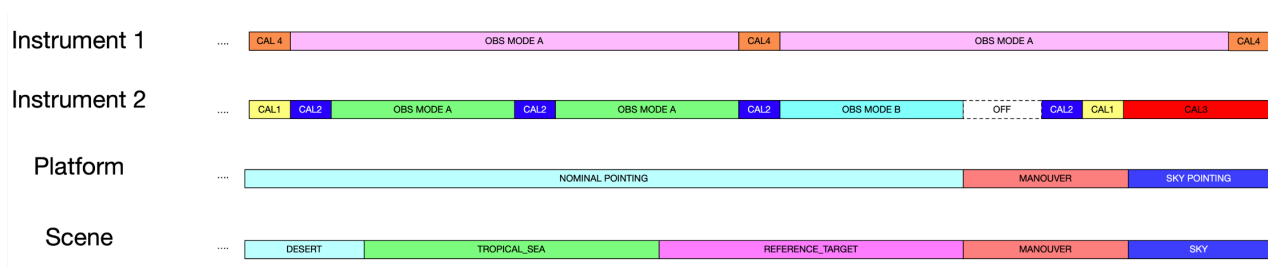 Instrument 1 .... CAL 4 OBS MODE A CAL4 OBS MODE A CAL4
Instrument 2 .... CAL1 CAL2 OBS MODE A CAL2 OBS MODE A CAL2 OBS MODE B OFF CAL2 CAL1 CAL3
Platform .... NOMINAL POINTING MANOUVER SKY POINTING
Scene .... DESERT TROPICAL_SEA REFERENCE_TARGET MANOUVER SKY